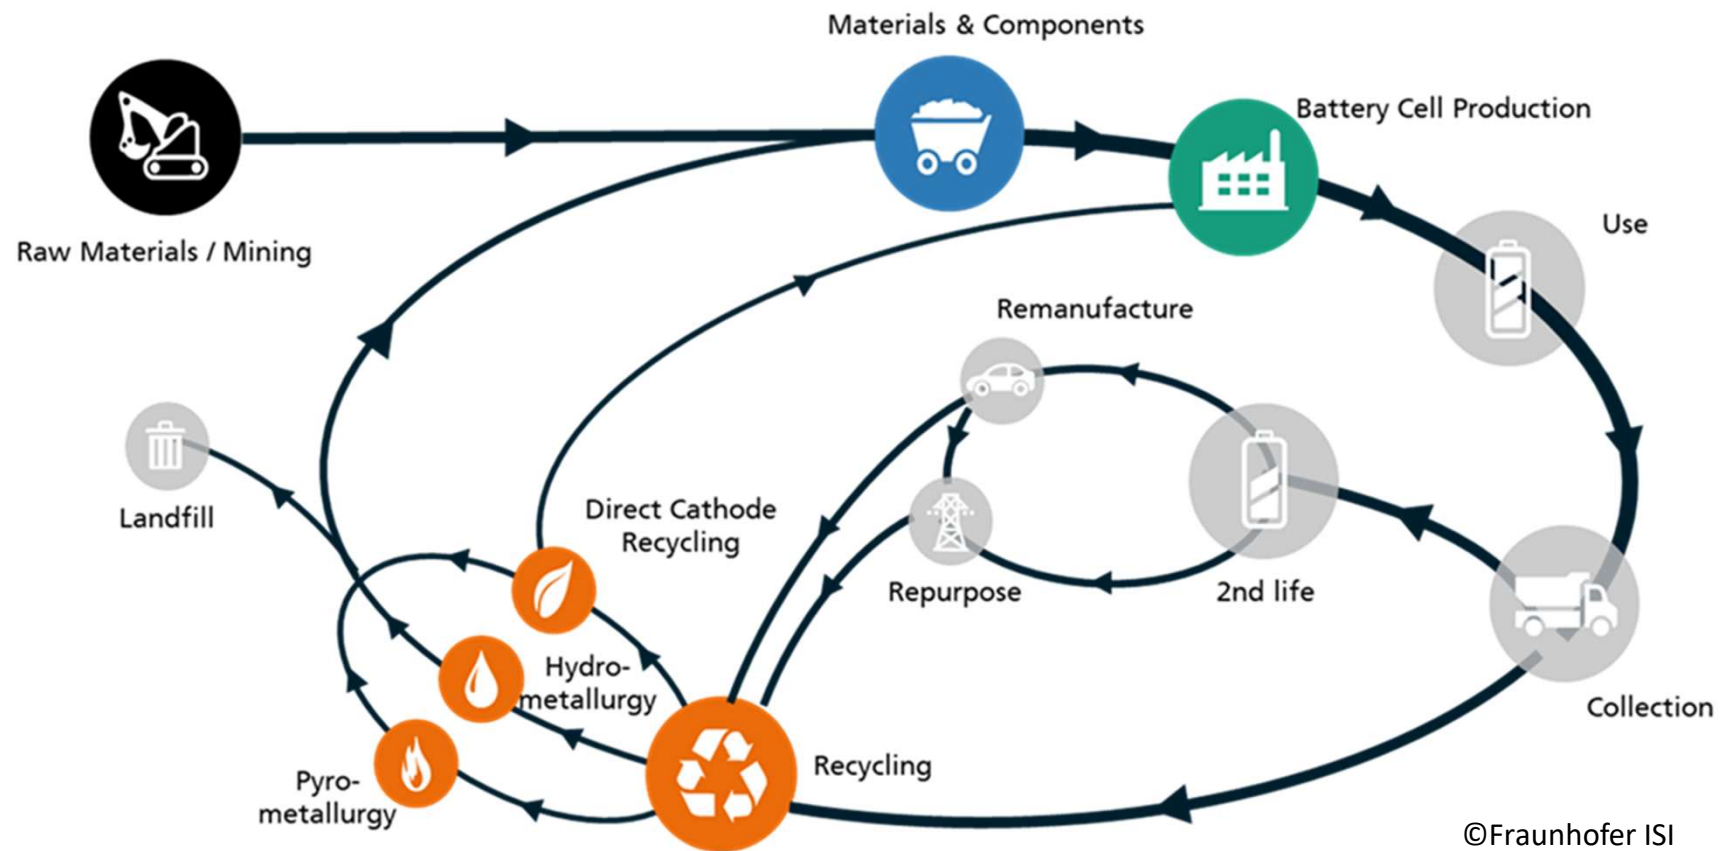 Materials & Components
Battery Cell Production
Raw Materials / Mining
Use
Remanufacture
Landfill
Direct Cathode
Recycling
Repurpose
2nd life
Hydro-
metallurgy
Collection
Recycling
Pyro-
metallurgy
©Fraunhofer ISI